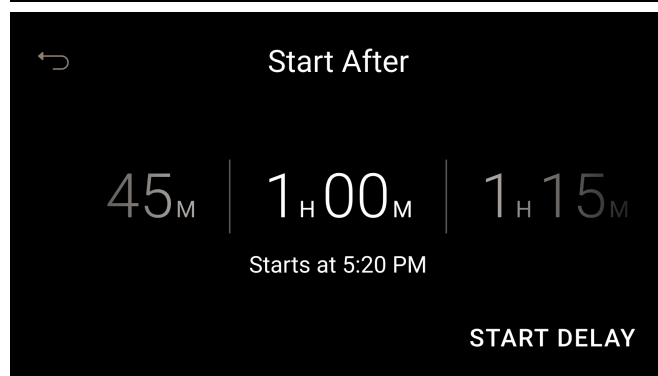 Start After
45M 1H00M 1H15M
Starts at 5:20 PM
START DELAY